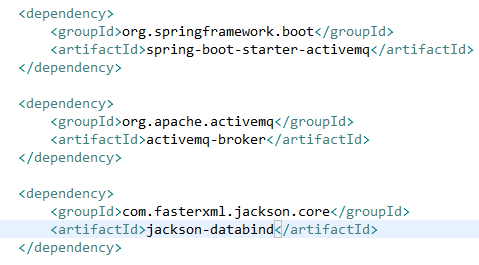 <dependency>
    <groupId>org.springframework.boot</groupId>
    <artifactId>spring-boot-starter-activemq</artifactId>
</dependency>

<dependency>
    <groupId>org.apache.activemq</groupId>
    <artifactId>activemq-broker</artifactId>
</dependency>

<dependency>
    <groupId>com.fasterxml.jackson.core</groupId>
    <artifactId>jackson-databind</artifactId>
</dependency>